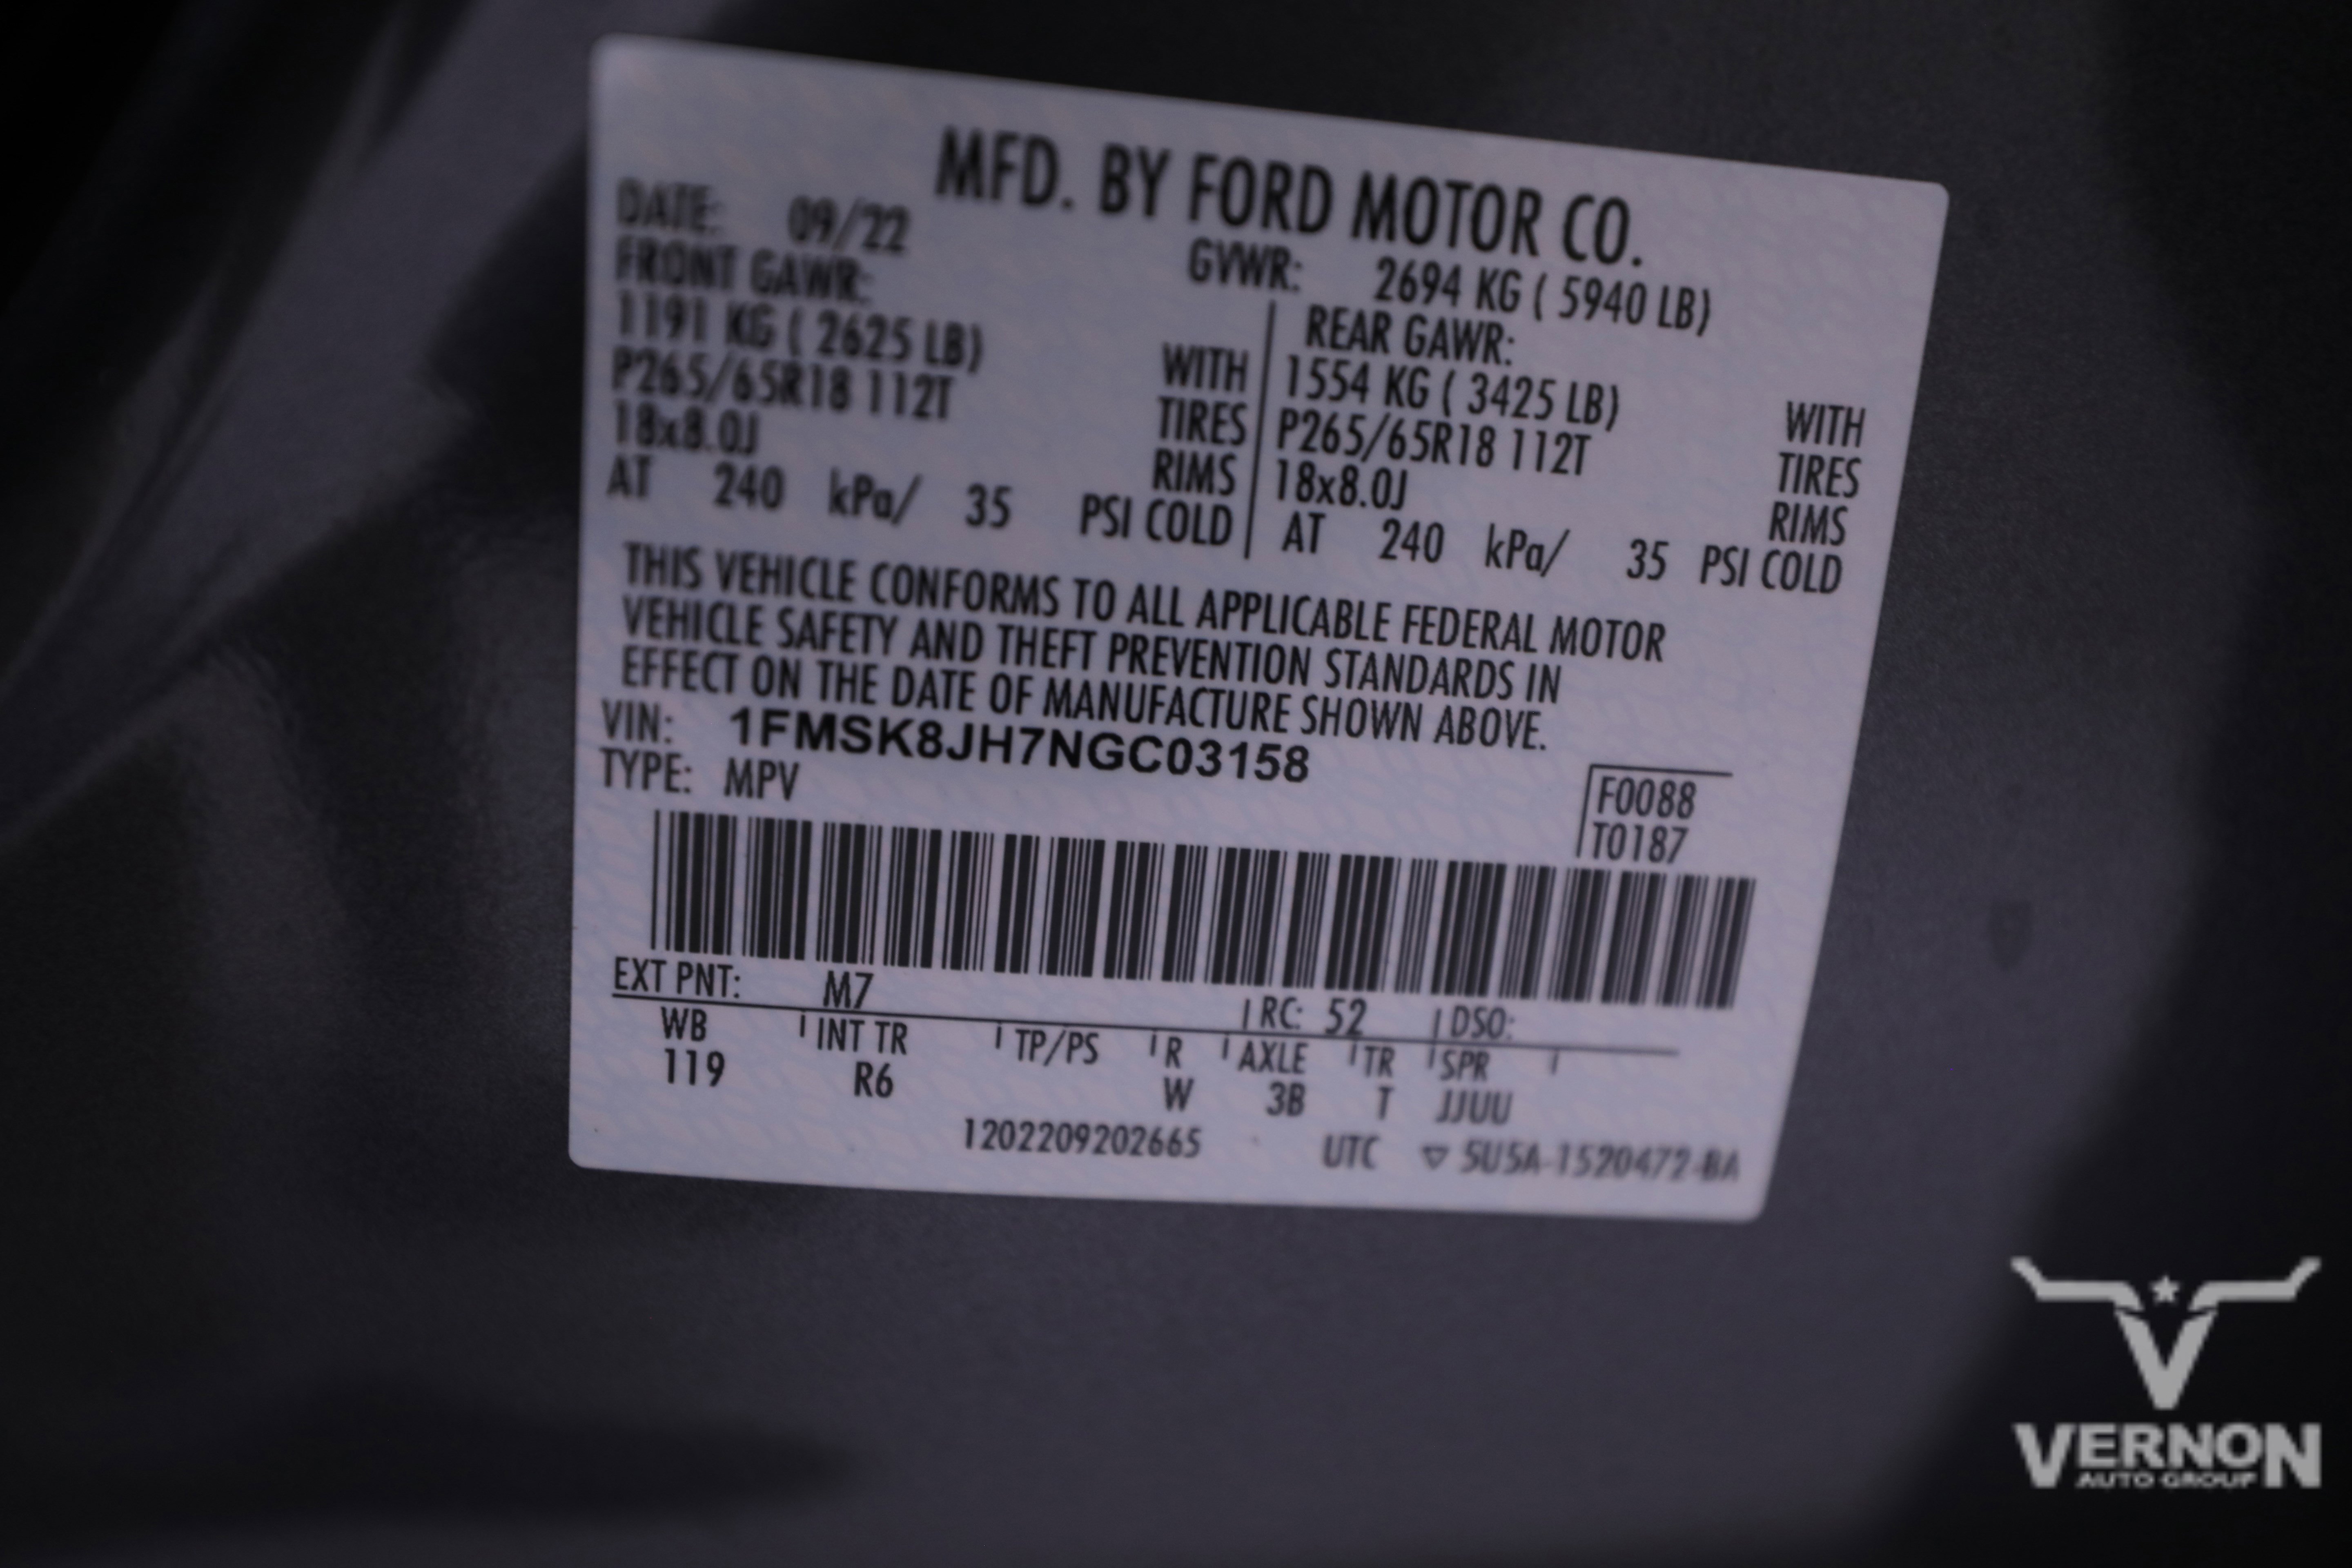 MFD. BY FORD MOTOR CO.
DATE: 09/22 GVWR: 2694 KG ( 5940 LB)
FRONT GAWR: REAR GAWR:
1191 KG ( 2625 LB) WITH 1554 KG ( 3425 LB) WITH
P265/65R18 112T TIRES P265/65R18 112T TIRES
18x8.0J RIMS 18x8.0J RIMS
AT 240 kPa/ 35 PSI COLD AT 240 kPa/ 35 PSI COLD
THIS VEHICLE CONFORMS TO ALL APPLICABLE FEDERAL MOTOR
VEHICLE SAFETY AND THEFT PREVENTION STANDARDS IN
EFFECT ON THE DATE OF MANUFACTURE SHOWN ABOVE.
VIN: 1FMSK8JH7NGC03158
TYPE: MPV
F0088
T0187
EXT PNT: M7 RC: 52 DSO:
WB INT TR TP/PS R AXLE TR SPR
119 R6 W 3B T JJUU
1202209202665 UTC ▽ 5U5A-1520472-BA
VERNON
AUTO GROUP